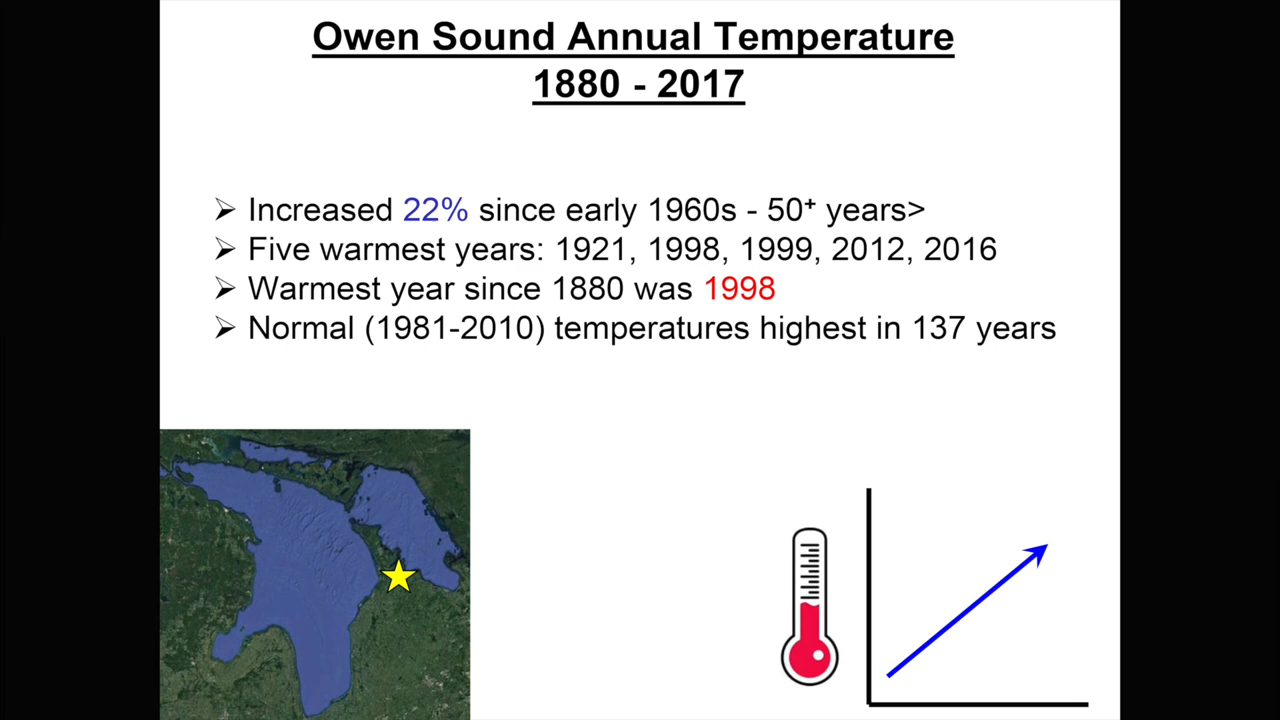 Owen Sound Annual Temperature
1880 - 2017
➢ Increased 22% since early 1960s - 50⁺ years>
➢ Five warmest years: 1921, 1998, 1999, 2012, 2016
➢ Warmest year since 1880 was 1998
➢ Normal (1981-2010) temperatures highest in 137 years